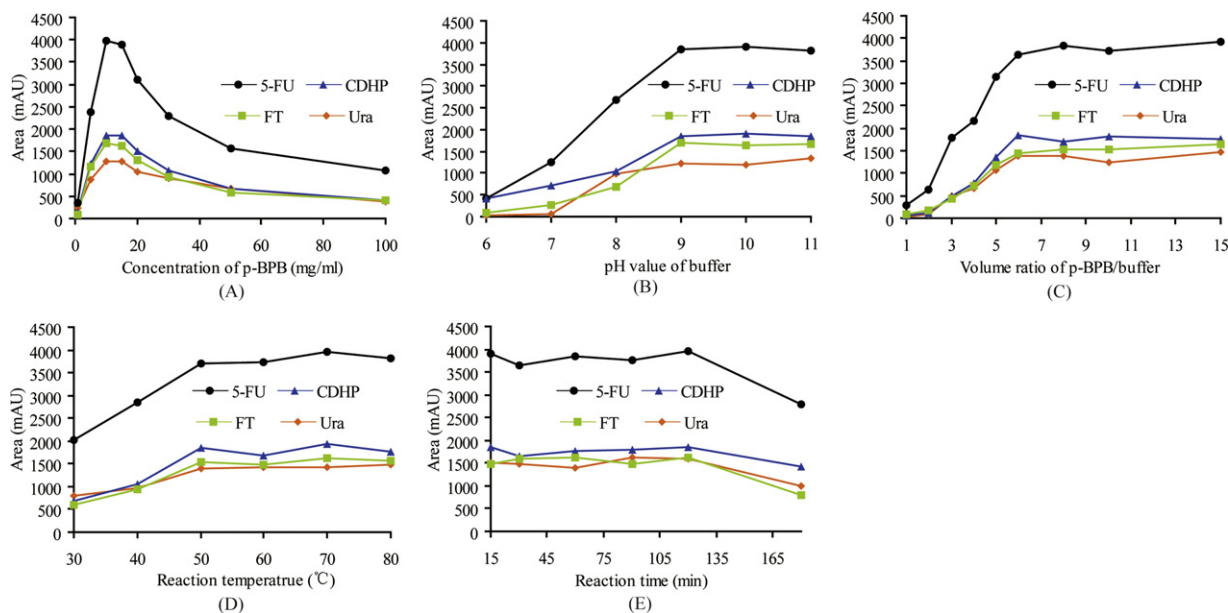 4500
4000
3500
3000
2500
2000
1500
1000
500
0
Area (mAU)
5-FU CDHP
FT Ura
0 20 40 60 80 100
Concentration of p-BPB (mg/ml)
(A)
4500
4000
3500
3000
2500
2000
1500
1000
500
0
Area (mAU)
5-FU CDHP
FT Ura
6 7 8 9 10 11
pH value of buffer
(B)
4500
4000
3500
3000
2500
2000
1500
1000
500
0
Area (mAU)
5-FU CDHP
FT Ura
1 3 5 7 9 11 13 15
Volume ratio of p-BPB/buffer
(C)
4500
4000
3500
3000
2500
2000
1500
1000
500
0
Area (mAU)
5-FU CDHP
FT Ura
30 40 50 60 70 80
Reaction temperatrue (℃)
(D)
4500
4000
3500
3000
2500
2000
1500
1000
500
0
Area (mAU)
5-FU CDHP
FT Ura
15 45 75 105 135 165
Reaction time (min)
(E)